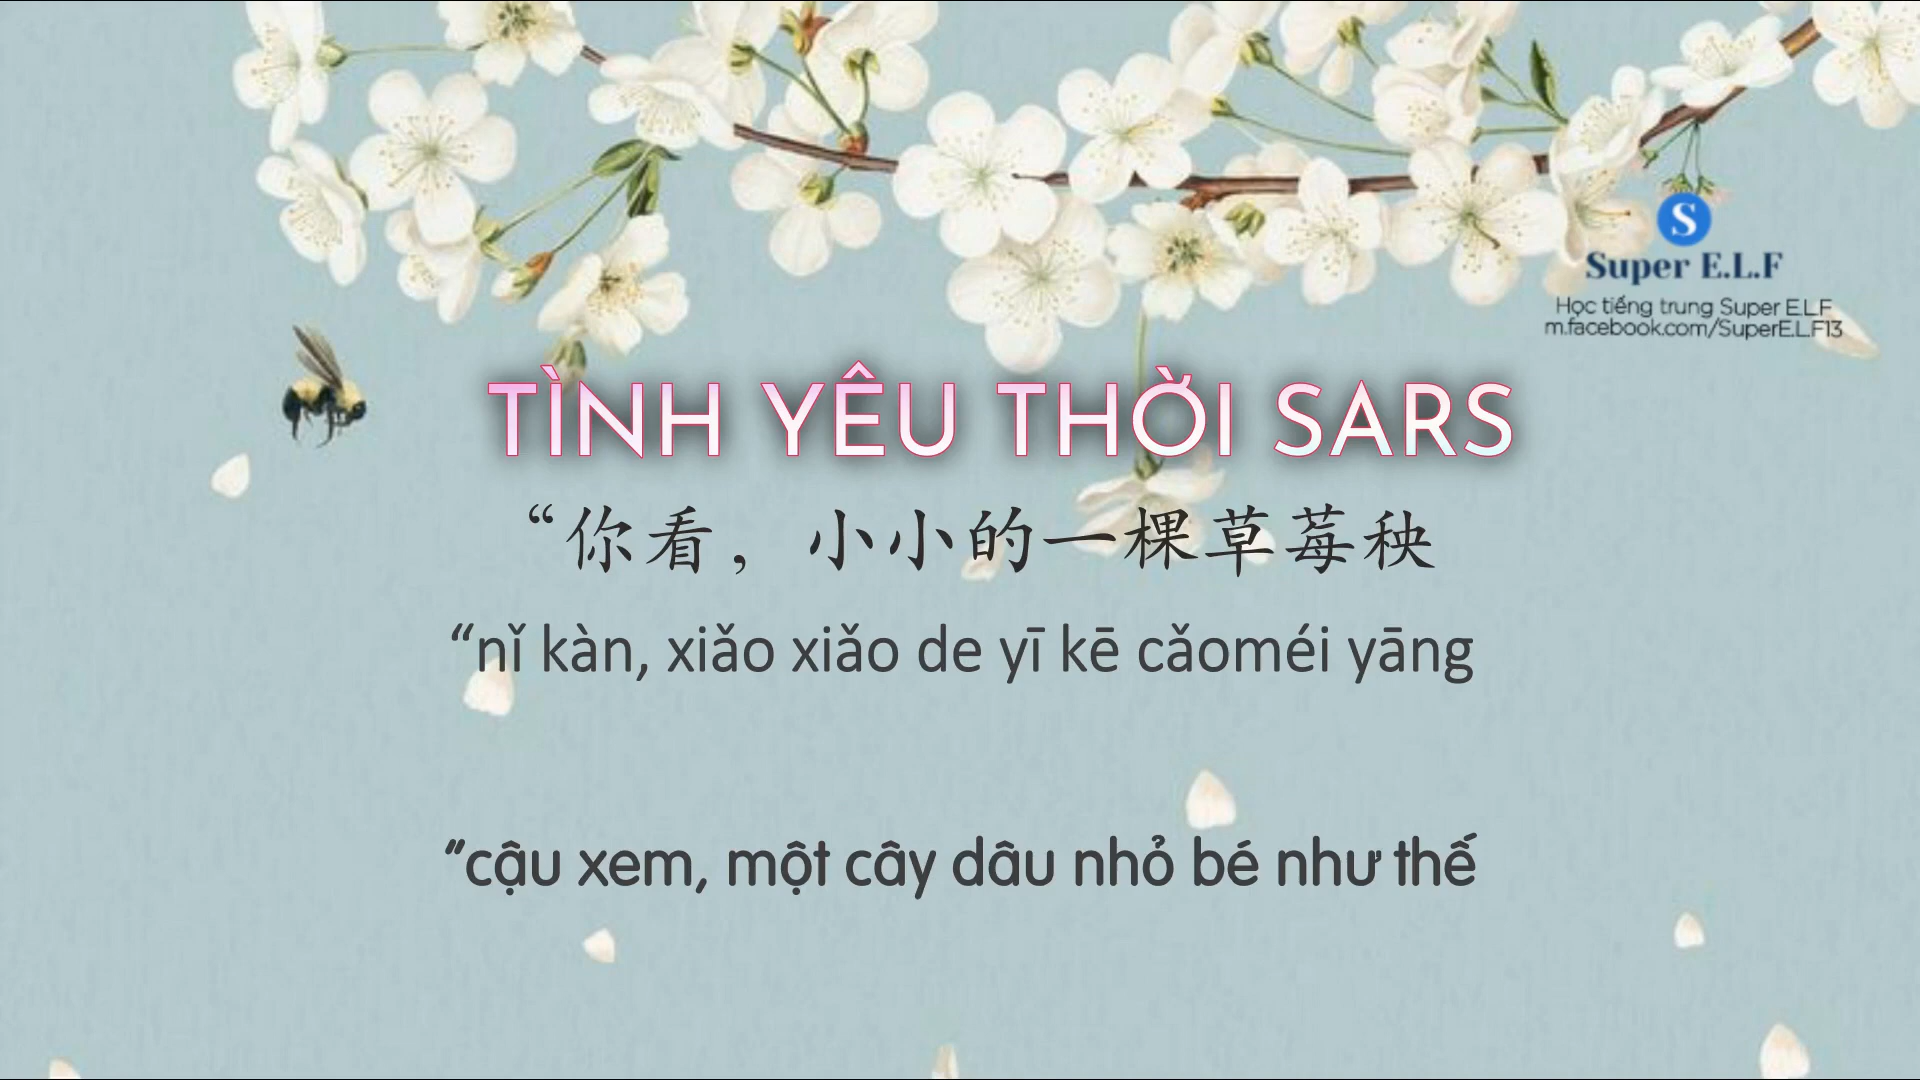 S
Super E.L.F
Học tiếng trung Super E.L.F
m.facebook.com/SuperE.L.F13
TÌNH YÊU THỜI SARS
“你看，小小的一棵草莓秧
“nǐ kàn, xiǎo xiǎo de yī kē cǎoméi yāng
“cậu xem, một cây dâu nhỏ bé như thế